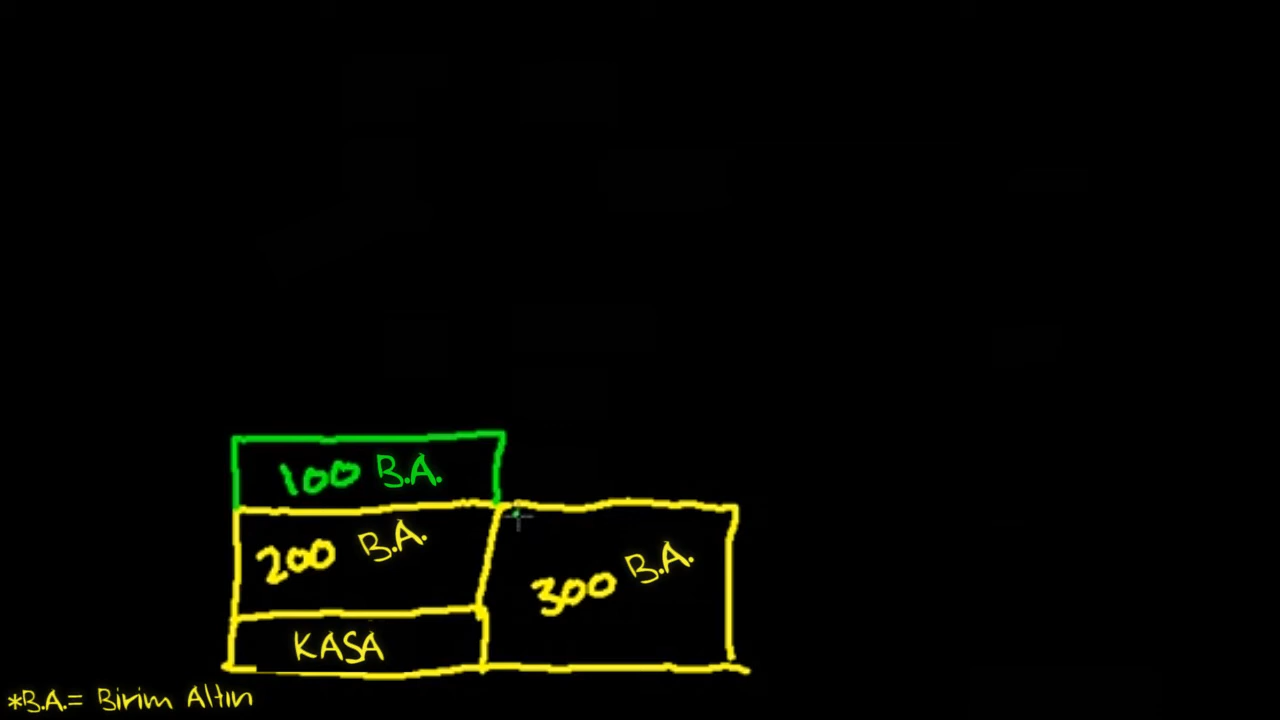 100 B.A.
200 B.A.
300 B.A.
KASA
*B.A.= Birim Altın